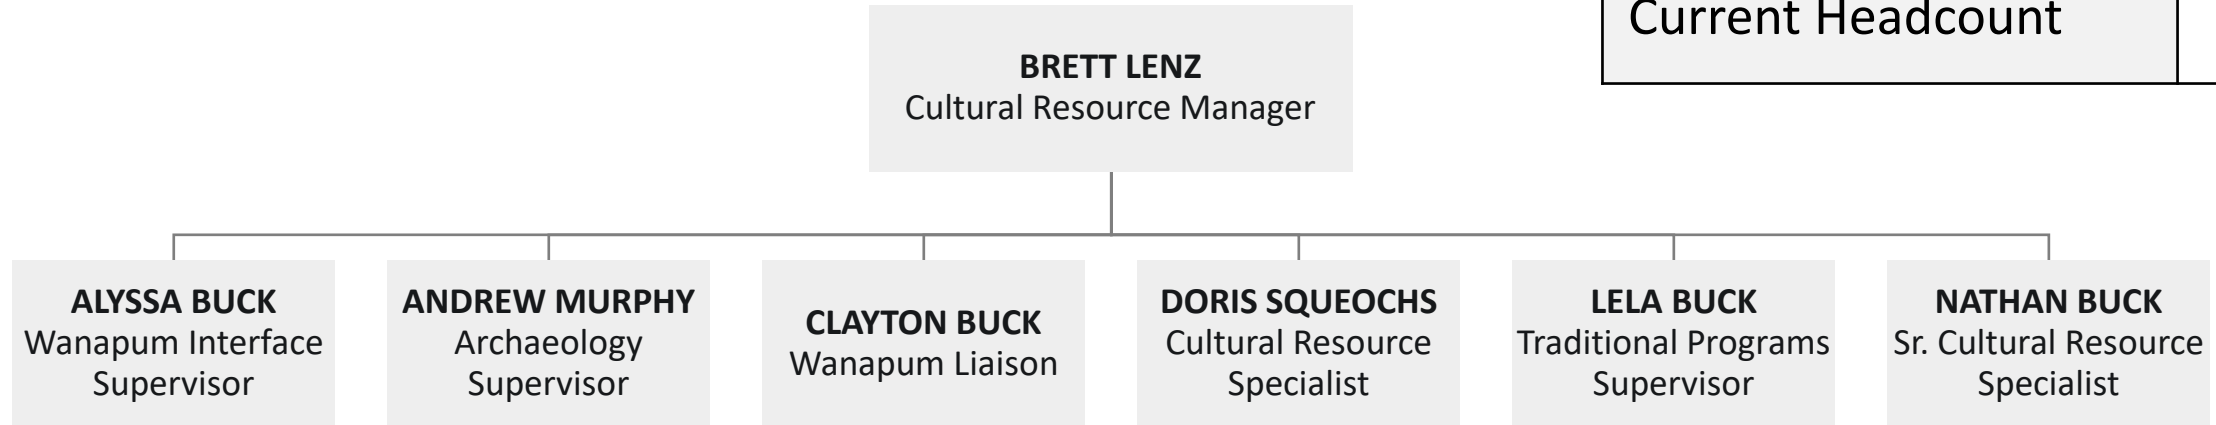 Current Headcount
BRETT LENZ
Cultural Resource Manager
ALYSSA BUCK
Wanapum Interface
Supervisor
ANDREW MURPHY
Archaeology
Supervisor
CLAYTON BUCK
Wanapum Liaison
DORIS SQUEOCHS
Cultural Resource
Specialist
LELA BUCK
Traditional Programs
Supervisor
NATHAN BUCK
Sr. Cultural Resource
Specialist